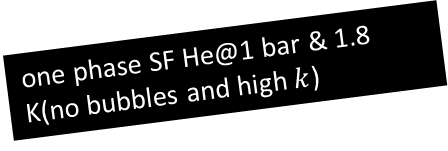 one phase SF He@1 bar & 1.8
K(no bubbles and high 𝑘)